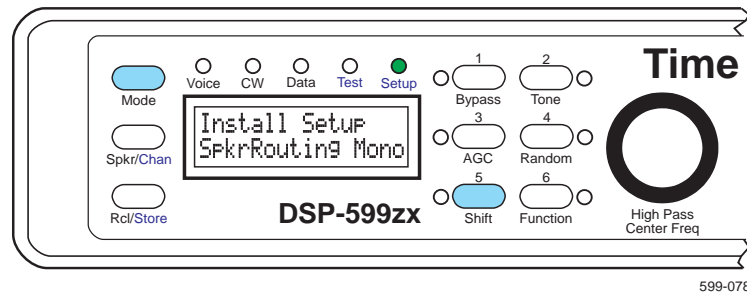 Time
Voice CW Data Test Setup
Mode
Install Setup
SpkrRouting Mono
Spkr/Chan
Rcl/Store
DSP-599zx
1 2
Bypass Tone
3 4
AGC Random
5 6
Shift Function
High Pass
Center Freq
599-078